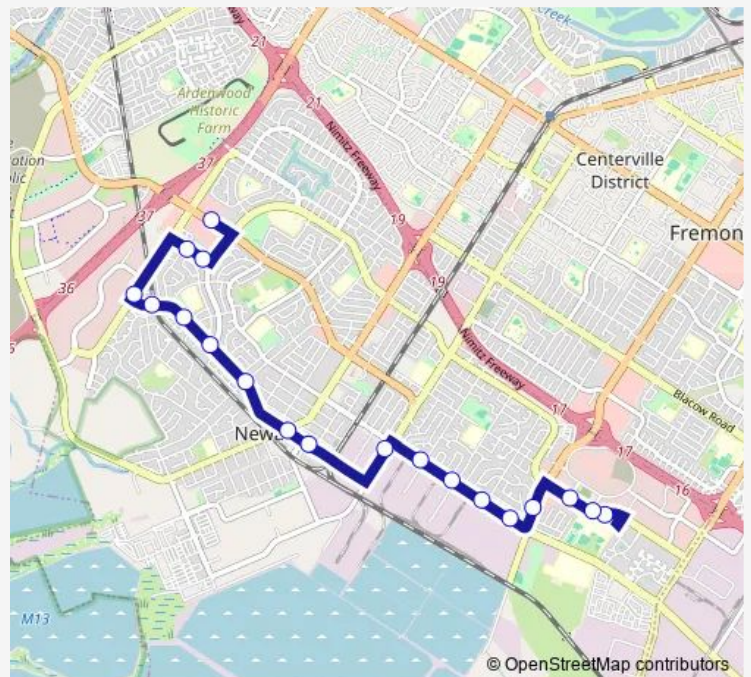 Creek
21
Ardenwood
Historic
Farm
21
37
Nimitz Freeway
Centerville
District
37
19
Fremon
36
19
Nimitz Freeway
17
Blacow Road
17
16
Newa
M13
© OpenStreetMap contributors